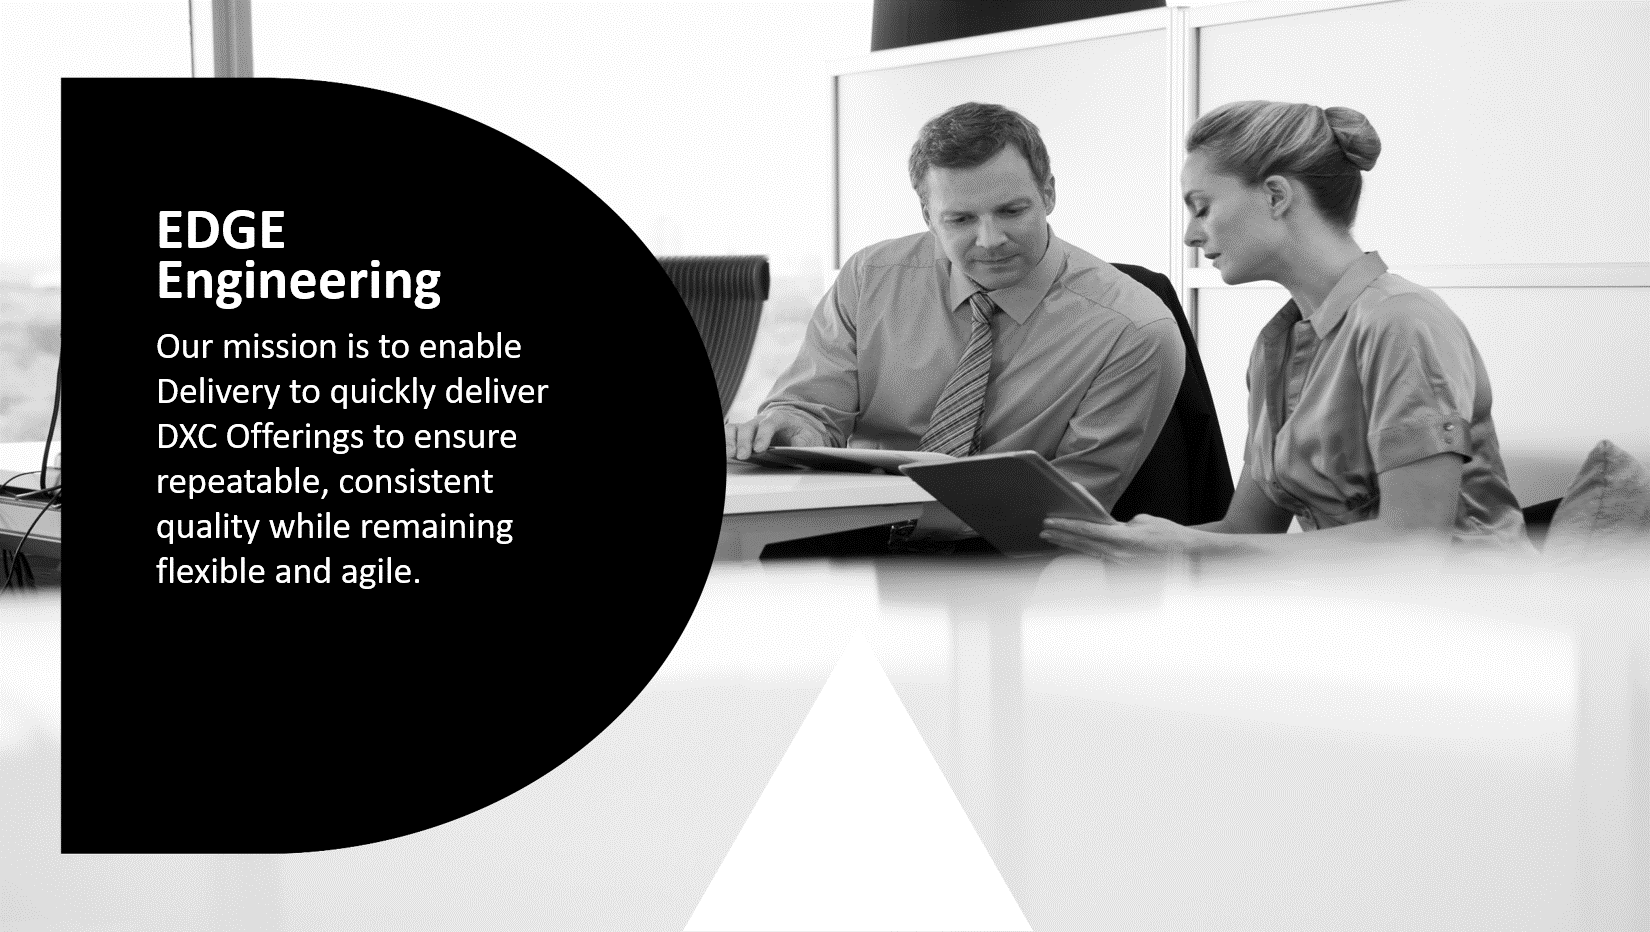 EDGE
Engineering
Our mission is to enable
Delivery to quickly deliver
DXC Offerings to ensure
repeatable, consistent
quality while remaining
flexible and agile.